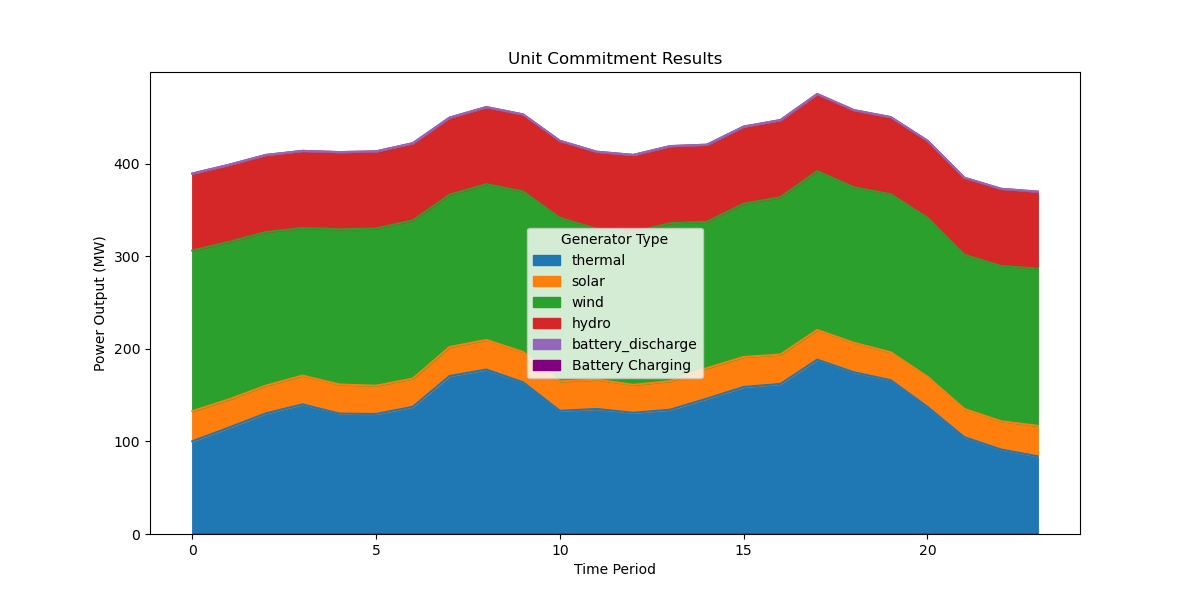 Unit Commitment Results
Power Output (MW)
400
300
200
100
0
Generator Type
thermal
solar
wind
hydro
battery_discharge
Battery Charging
0 5 10 15 20
Time Period